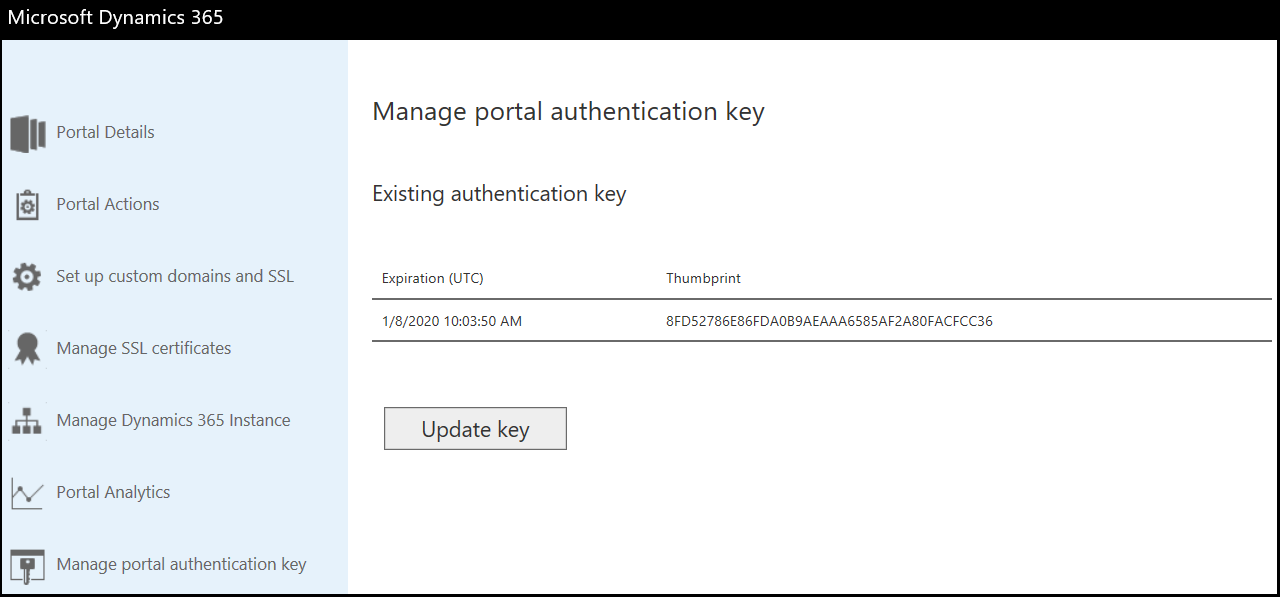 Microsoft Dynamics 365
Portal Details
Portal Actions
Set up custom domains and SSL
Manage SSL certificates
Manage Dynamics 365 Instance
Portal Analytics
Manage portal authentication key
Manage portal authentication key
Existing authentication key
Expiration (UTC) Thumbprint
1/8/2020 10:03:50 AM 8FD52786E86FDA0B9AEAAA6585AF2A80FACFCC36
Update key